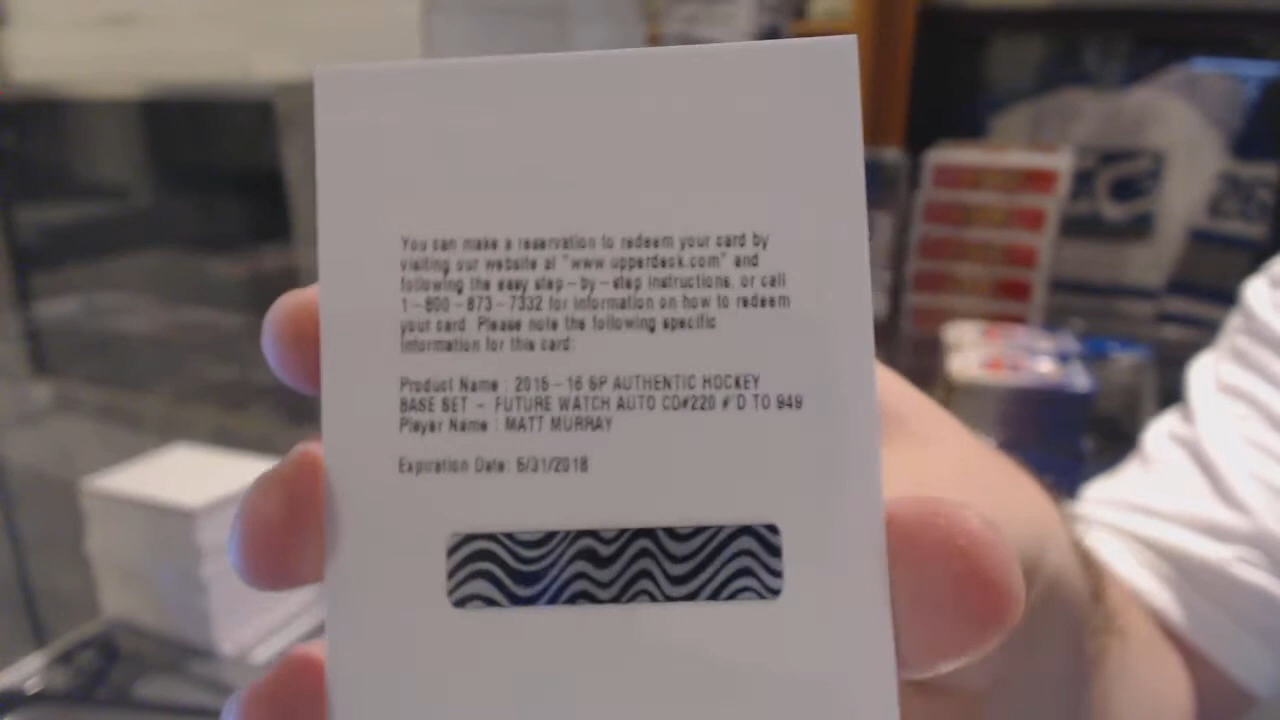 You can make a reservation to redeem your card by
visiting our website at "www.upperdeck.com" and
following the easy step-by-step instructions, or call
1-800-873-7332 for information on how to redeem
your card. Please note the following specific
information for this card:
Product Name : 2015-16 SP AUTHENTIC HOCKEY
BASE SET - FUTURE WATCH AUTO CD#220 #'D TO 949
Player Name : MATT MURRAY
Expiration Date: 5/31/2018